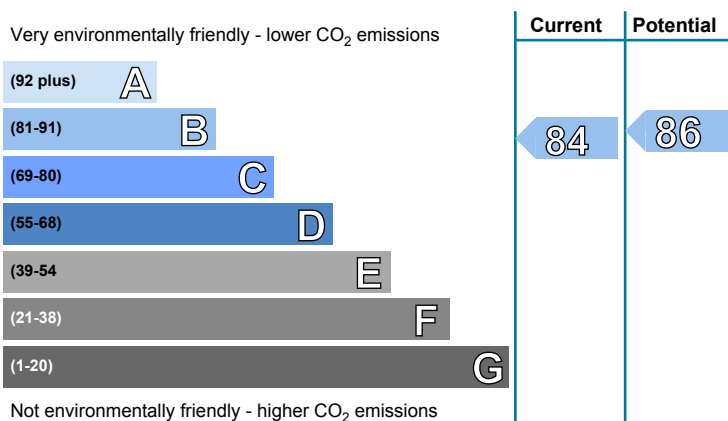 Current Potential
Very environmentally friendly - lower CO₂ emissions
(92 plus) A
(81-91) B
84 86
(69-80) C
(55-68) D
(39-54 E
(21-38) F
(1-20) G
Not environmentally friendly - higher CO₂ emissions